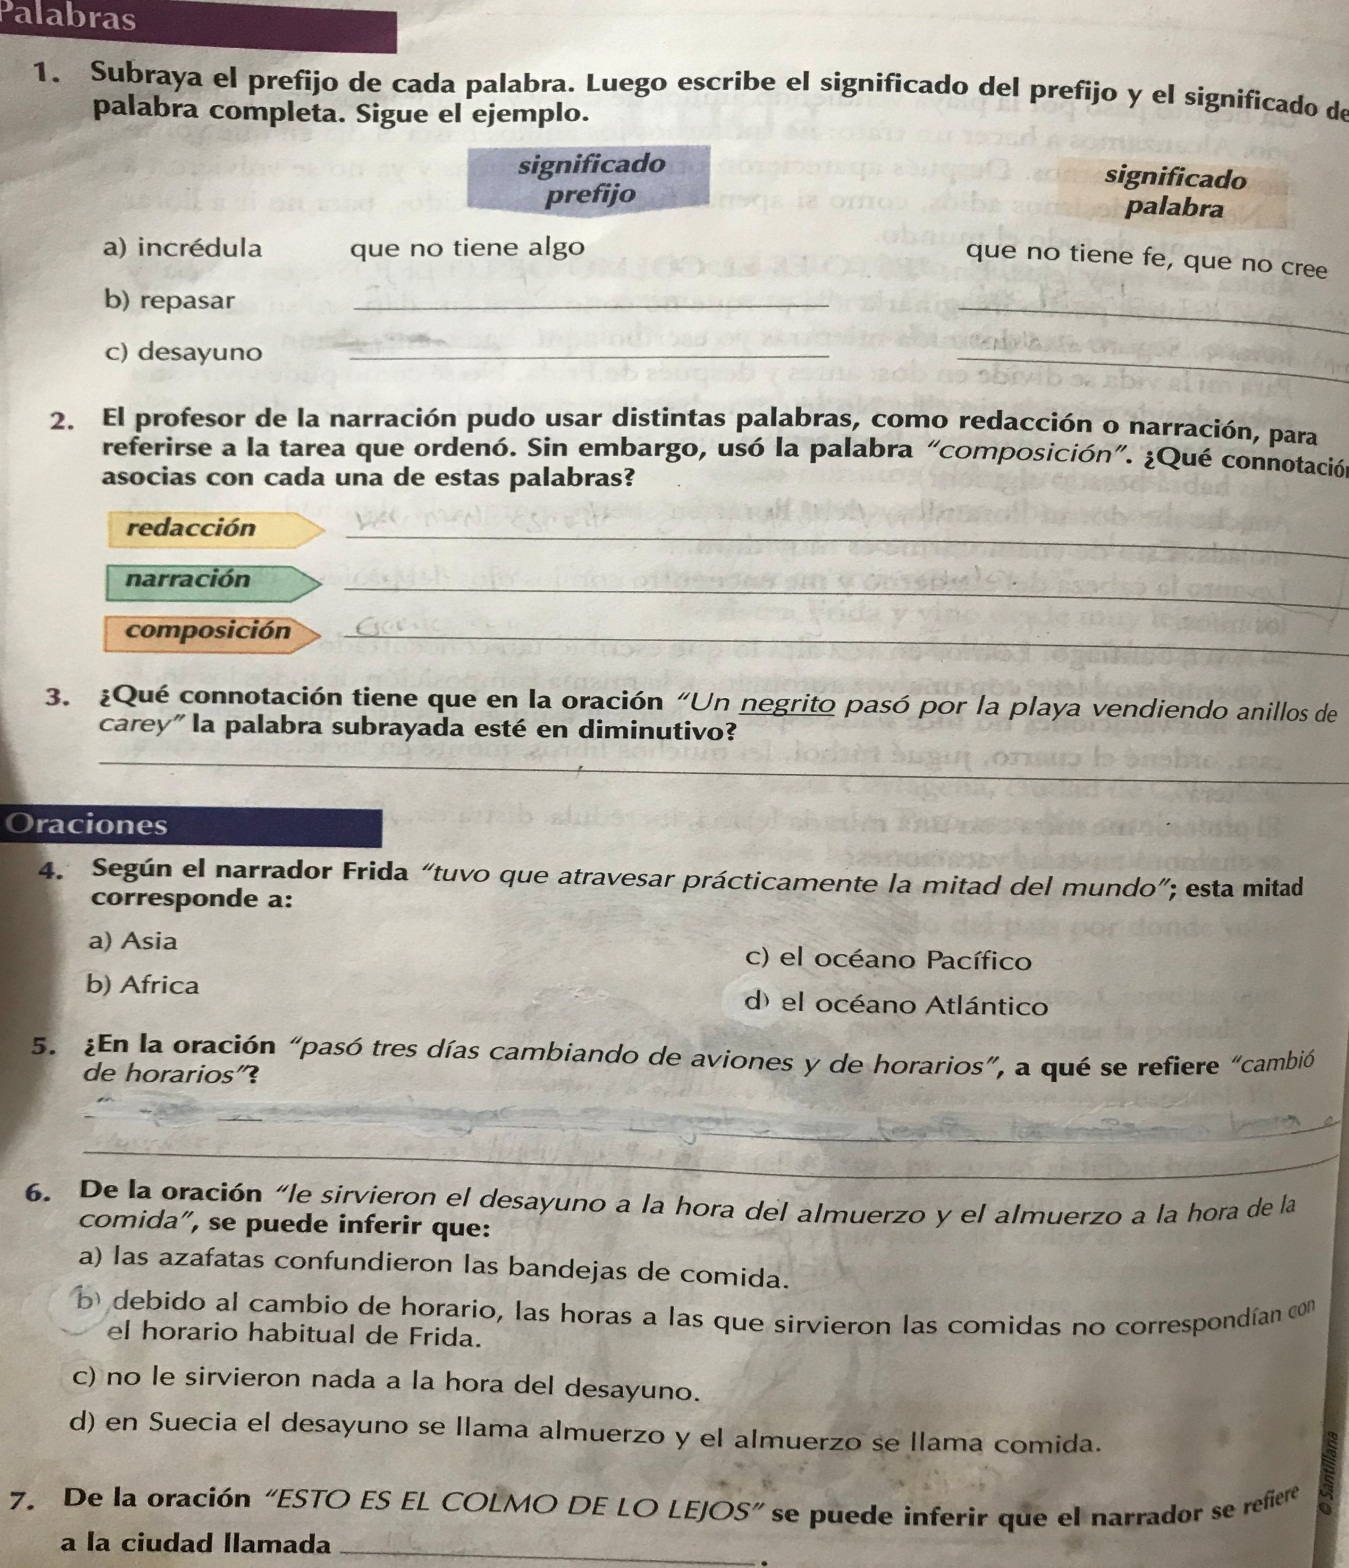 Palabras
1. Subraya el prefijo de cada palabra. Luego escribe el significado del prefijo y el significado de
palabra completa. Sigue el ejemplo.
significado
prefijo
significado
palabra
a) incrédula que no tiene algo que no tiene fe, que no cree
b) repasar
c) desayuno
2. El profesor de la narración pudo usar distintas palabras, como redacción o narración, para
referirse a la tarea que ordenó. Sin embargo, usó la palabra "composición". ¿Qué connotación
asocias con cada una de estas palabras?
redacción
narración
composición
3. ¿Qué connotación tiene que en la oración "Un negrito pasó por la playa vendiendo anillos de
carey" la palabra subrayada esté en diminutivo?
Oraciones
4. Según el narrador Frida "tuvo que atravesar prácticamente la mitad del mundo"; esta mitad
corresponde a:
a) Asia
b) Africa
c) el océano Pacífico
d) el océano Atlántico
5. ¿En la oración "pasó tres días cambiando de aviones y de horarios", a qué se refiere "cambió
de horarios"?
6. De la oración "le sirvieron el desayuno a la hora del almuerzo y el almuerzo a la hora de la
comida", se puede inferir que:
a) las azafatas confundieron las bandejas de comida.
b) debido al cambio de horario, las horas a las que sirvieron las comidas no correspondían con
el horario habitual de Frida.
c) no le sirvieron nada a la hora del desayuno.
d) en Suecia el desayuno se llama almuerzo y el almuerzo se llama comida.
7. De la oración "ESTO ES EL COLMO DE LO LEJOS" se puede inferir que el narrador se refiere
a la ciudad llamada .
© Santillana